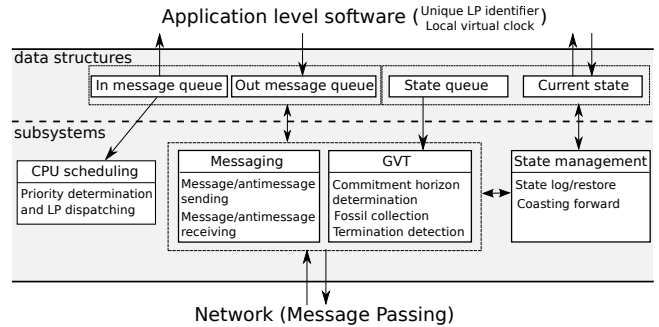 Application level software (Unique LP identifier
Local virtual clock)
data structures
In message queue
Out message queue
State queue
Current state
subsystems
CPU scheduling
Priority determination
and LP dispatching
Messaging
Message/antimessage
sending
Message/antimessage
receiving
GVT
Commitment horizon
determination
Fossil collection
Termination detection
State management
State log/restore
Coasting forward
Network (Message Passing)